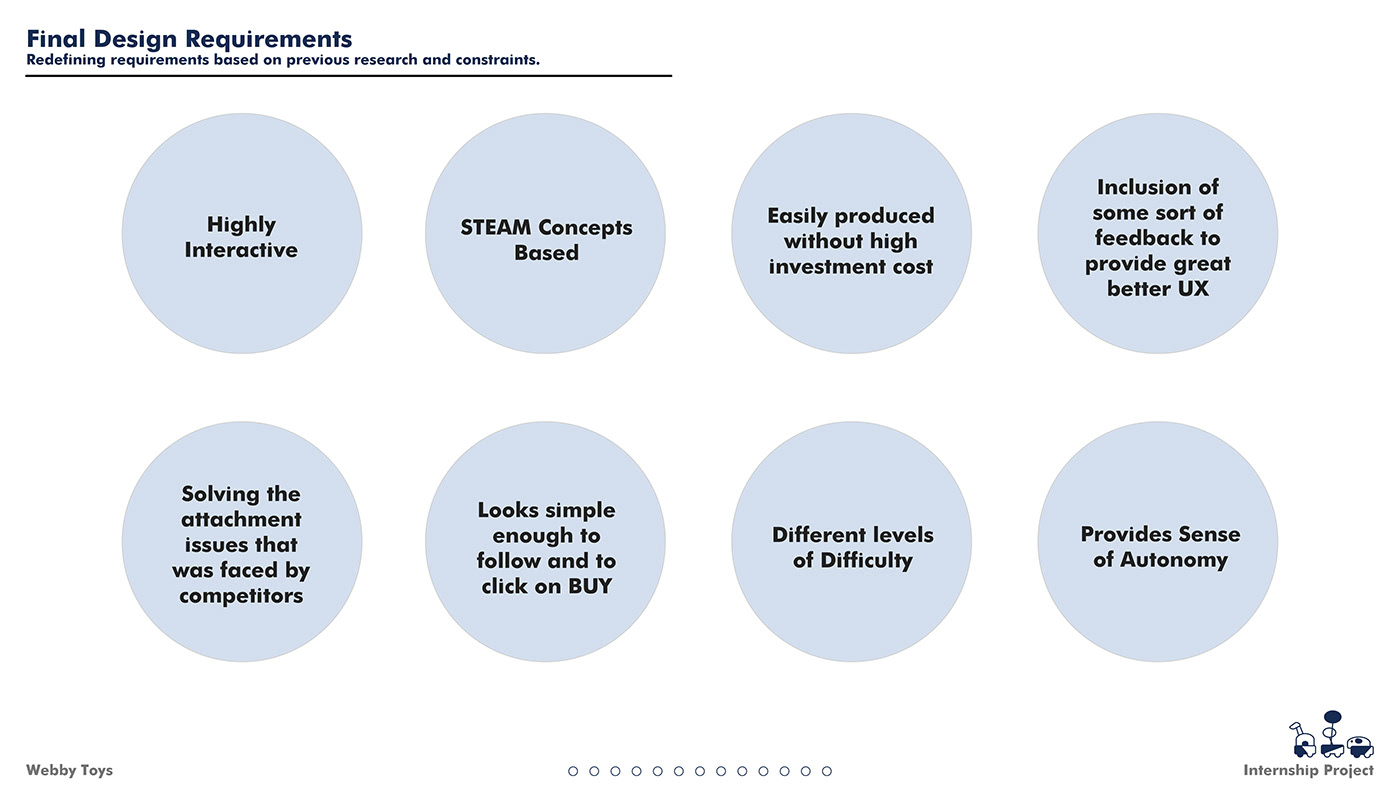 Final Design Requirements
Redefining requirements based on previous research and constraints.
Highly
Interactive
STEAM Concepts
Based
Easily produced
without high
investment cost
Inclusion of
some sort of
feedback to
provide great
better UX
Solving the
attachment
issues that
was faced by
competitors
Looks simple
enough to
follow and to
click on BUY
Different levels
of Difficulty
Provides Sense
of Autonomy
Webby Toys
Internship Project